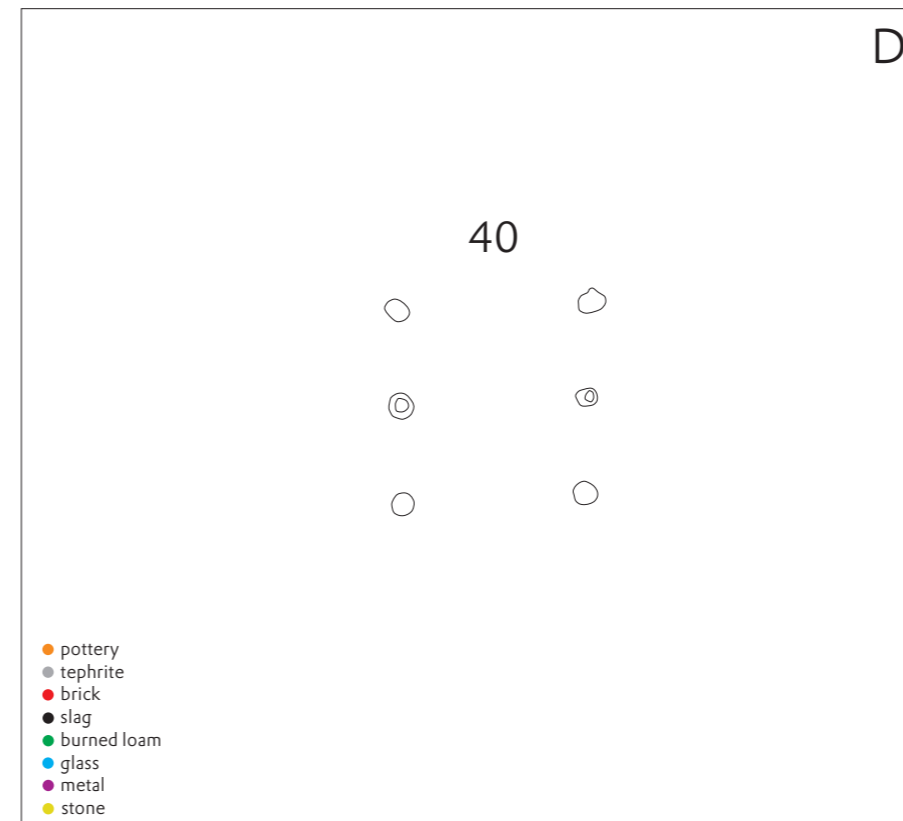 D
40
pottery
tephrite
brick
slag
burned loam
glass
metal
stone